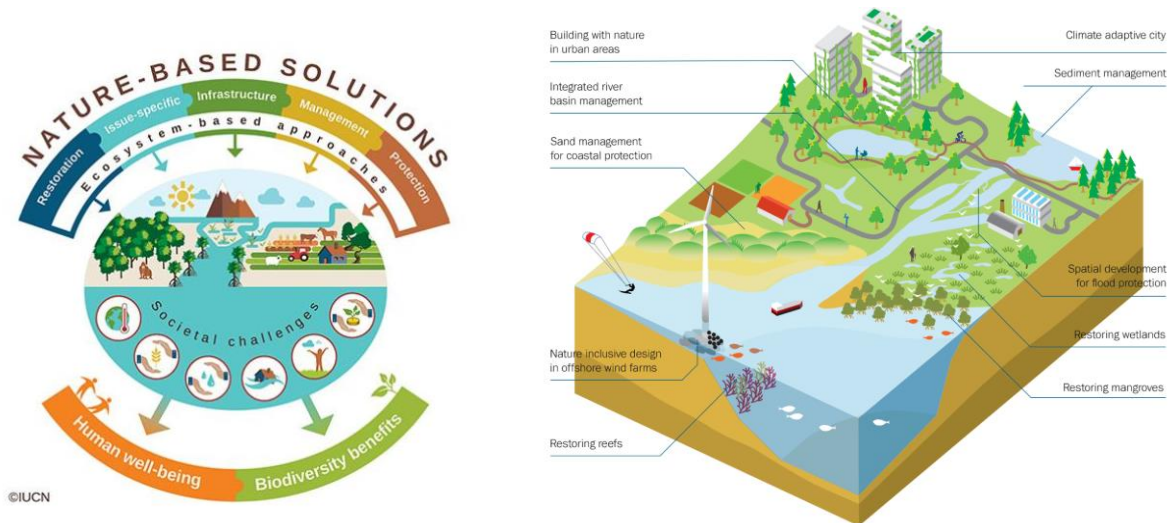 NATURE-BASED SOLUTIONS
Restoration
Issue-specific
Infrastructure
Management
Protection
Ecosystem-based approaches
Societal challenges
Human well-being
Biodiversity benefits
©IUCN
Building with nature
in urban areas
Integrated river
basin management
Sand management
for coastal protection
Nature inclusive design
in offshore wind farms
Restoring reefs
Climate adaptive city
Sediment management
Spatial development
for flood protection
Restoring wetlands
Restoring mangroves